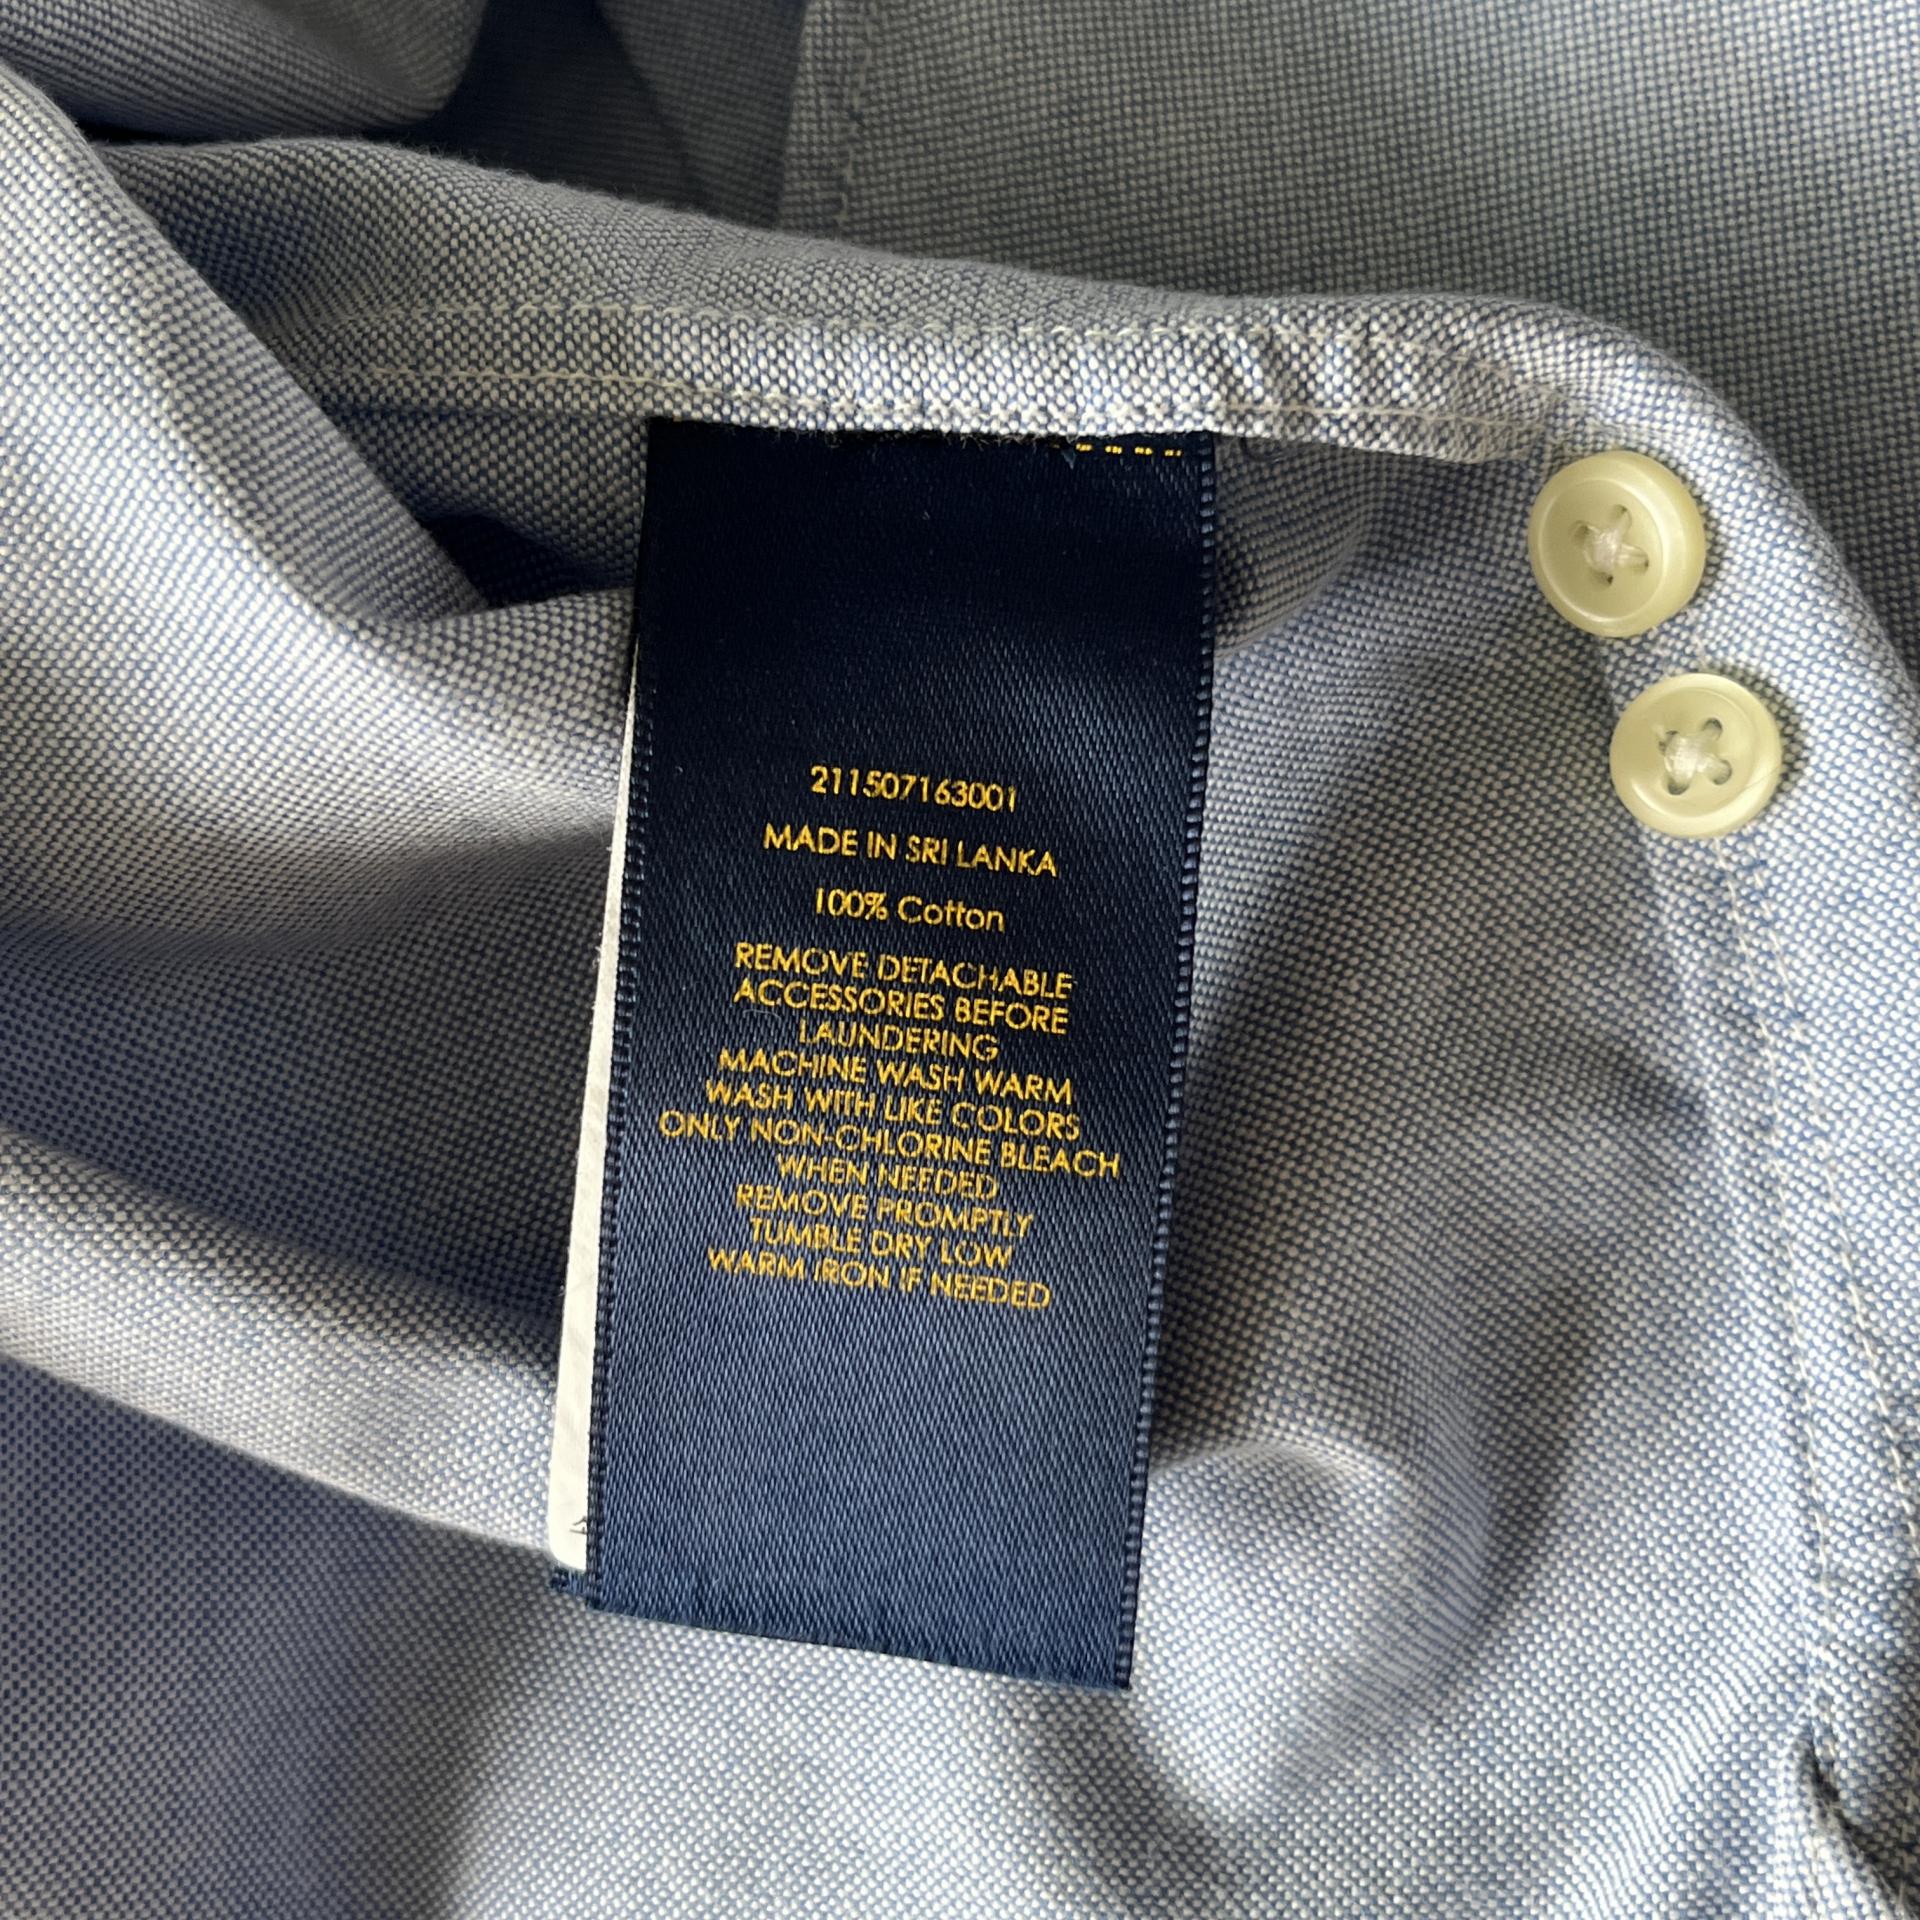 211507163001
MADE IN SRI LANKA
100% Cotton
REMOVE DETACHABLE
ACCESSORIES BEFORE
LAUNDERING
MACHINE WASH WARM
WASH WITH LIKE COLORS
ONLY NON-CHLORINE BLEACH
WHEN NEEDED
REMOVE PROMPTLY
TUMBLE DRY LOW
WARM IRON IF NEEDED